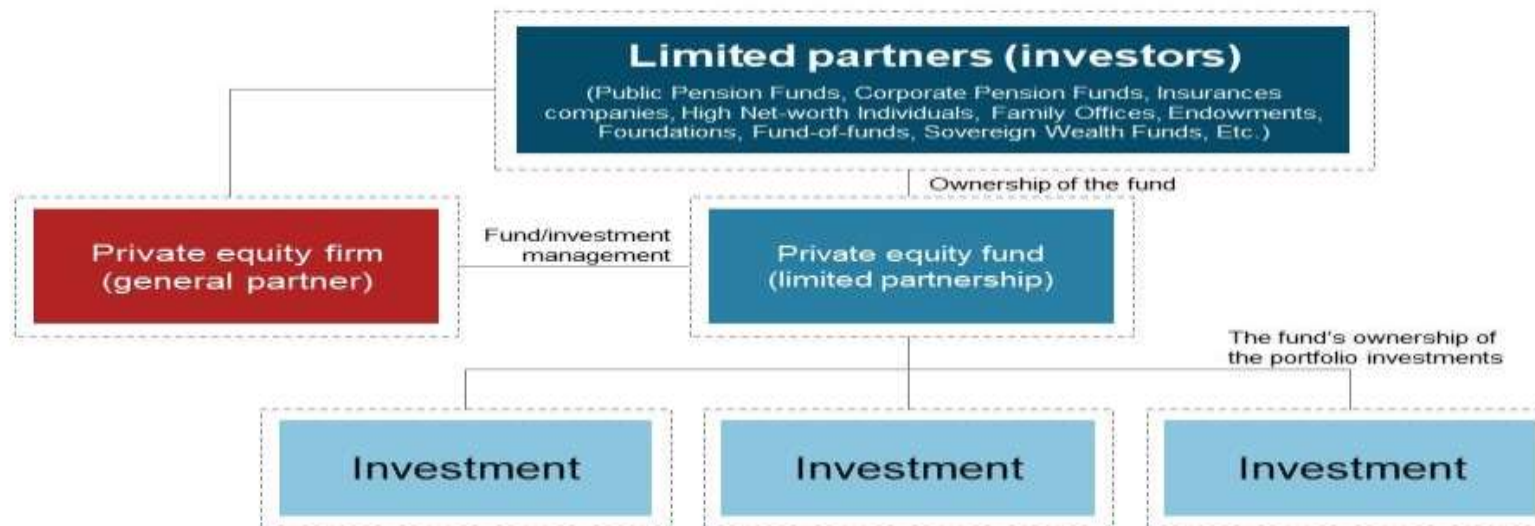 Limited partners (investors)
(Public Pension Funds, Corporate Pension Funds, Insurances
companies, High Net-worth Individuals, Family Offices, Endowments,
Foundations, Fund-of-funds, Sovereign Wealth Funds, Etc.)
Ownership of the fund
Private equity firm
(general partner)
Fund/investment
management
Private equity fund
(limited partnership)
The fund's ownership of
the portfolio investments
Investment
Investment
Investment